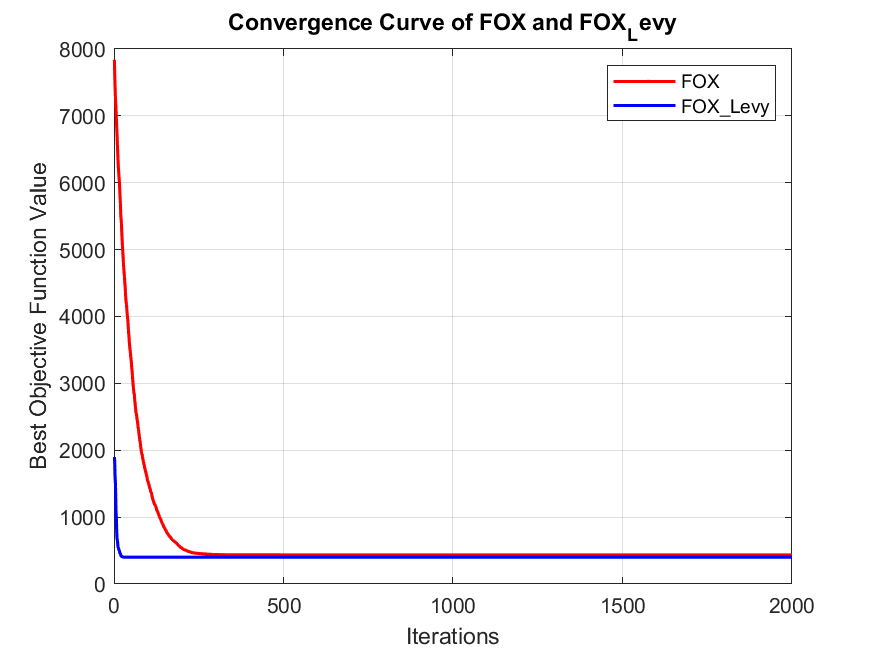 Convergence Curve of FOX and FOX_Levy
FOX
FOX_Levy
Best Objective Function Value
8000
7000
6000
5000
4000
3000
2000
1000
0
0 500 1000 1500 2000
Iterations